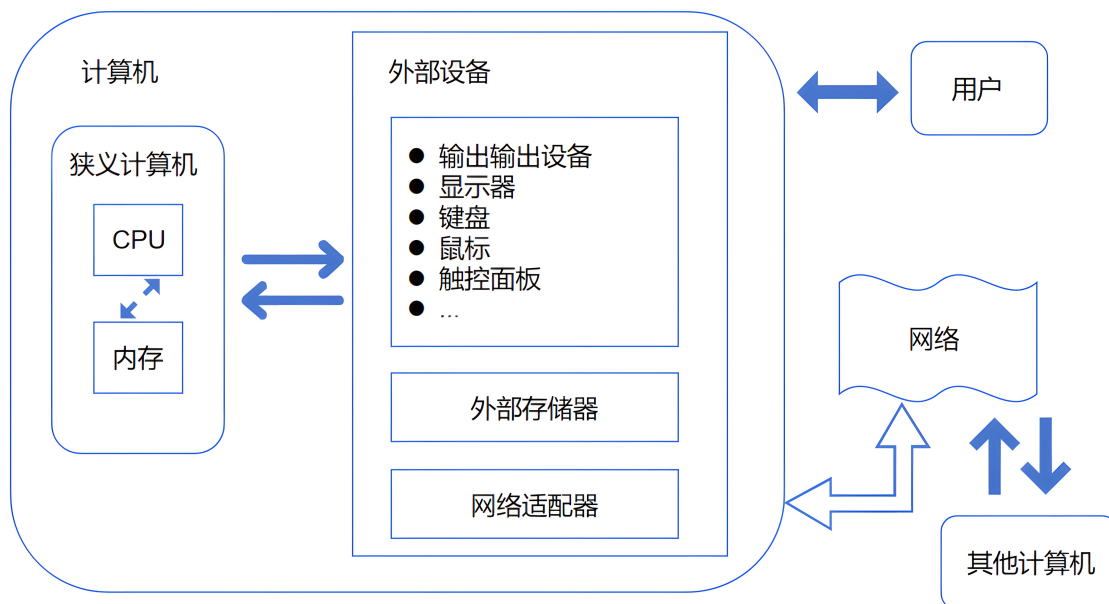 计算机
狭义计算机
CPU
内存
外部设备
● 输出输出设备
● 显示器
● 键盘
● 鼠标
● 触控面板
● ...
外部存储器
网络适配器
用户
网络
其他计算机